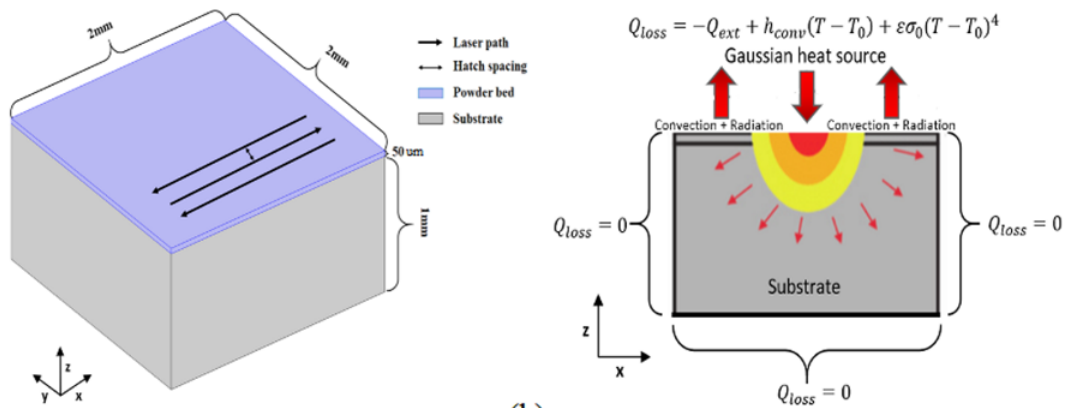 2mm
2mm
Laser path
Hatch spacing
Powder bed
Substrate
50 um
1mm
z
y
x
Q_loss = −Q_ext + h_conv(T − T_0) + εσ_0(T − T_0)^4
Gaussian heat source
Convection + Radiation
Convection + Radiation
Q_loss = 0
Q_loss = 0
Substrate
z
x
Q_loss = 0